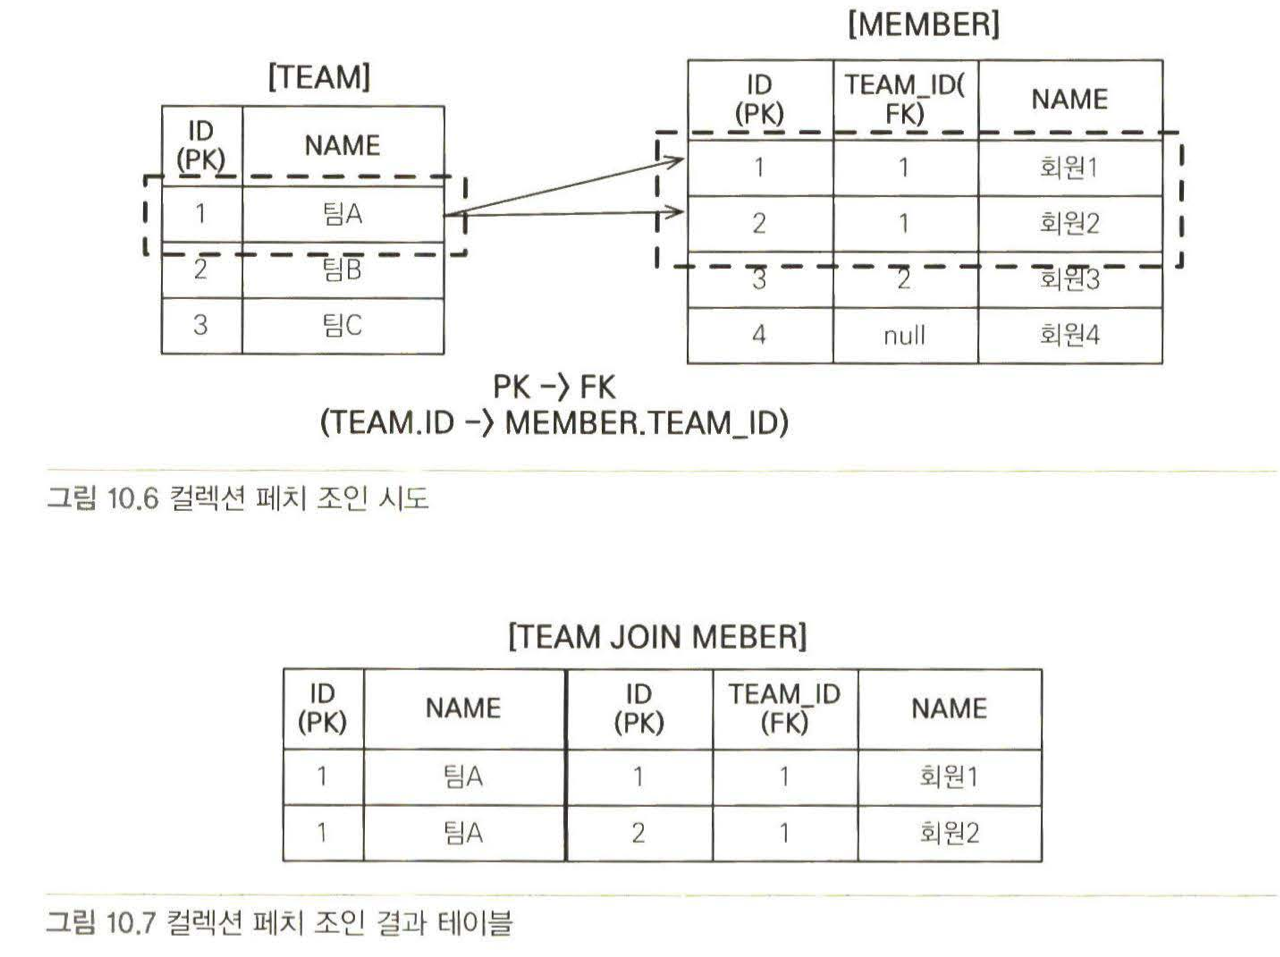 [TEAM]
ID (PK) NAME
1 팀A
2 팀B
3 팀C
[MEMBER]
ID (PK) TEAM_ID( FK) NAME
1 1 회원1
2 1 회원2
3 2 회원3
4 null 회원4
PK -> FK
(TEAM.ID -> MEMBER.TEAM_ID)
그림 10.6 컬렉션 페치 조인 시도
[TEAM JOIN MEBER]
ID (PK) NAME ID (PK) TEAM_ID (FK) NAME
1 팀A 1 1 회원1
1 팀A 2 1 회원2
그림 10.7 컬렉션 페치 조인 결과 테이블